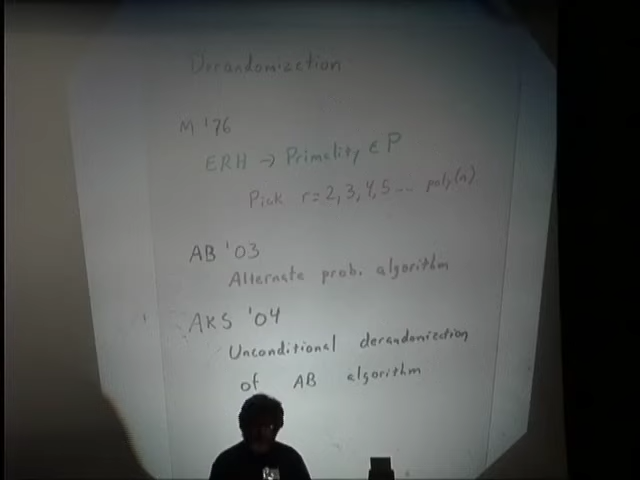 Derandomization
M '76
ERH → Primality ∈ P
Pick r=2,3,4,5... poly(n)
AB '03
Alternate prob. algorithm
AKS '04
Unconditional derandomization
of AB algorithm